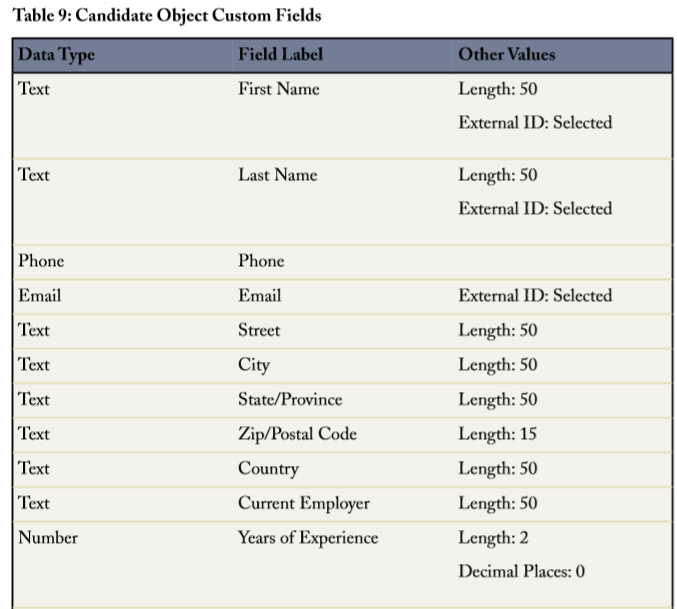 Table 9: Candidate Object Custom Fields
Data Type Field Label Other Values
Text First Name Length: 50
External ID: Selected
Text Last Name Length: 50
External ID: Selected
Phone Phone
Email Email External ID: Selected
Text Street Length: 50
Text City Length: 50
Text State/Province Length: 50
Text Zip/Postal Code Length: 15
Text Country Length: 50
Text Current Employer Length: 50
Number Years of Experience Length: 2
Decimal Places: 0